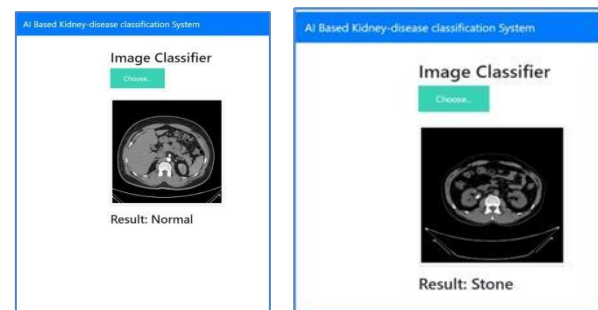 AI Based Kidney-disease classification System
Image Classifier
Choose...
Result: Normal
AI Based Kidney-disease classification System
Image Classifier
Choose...
Result: Stone